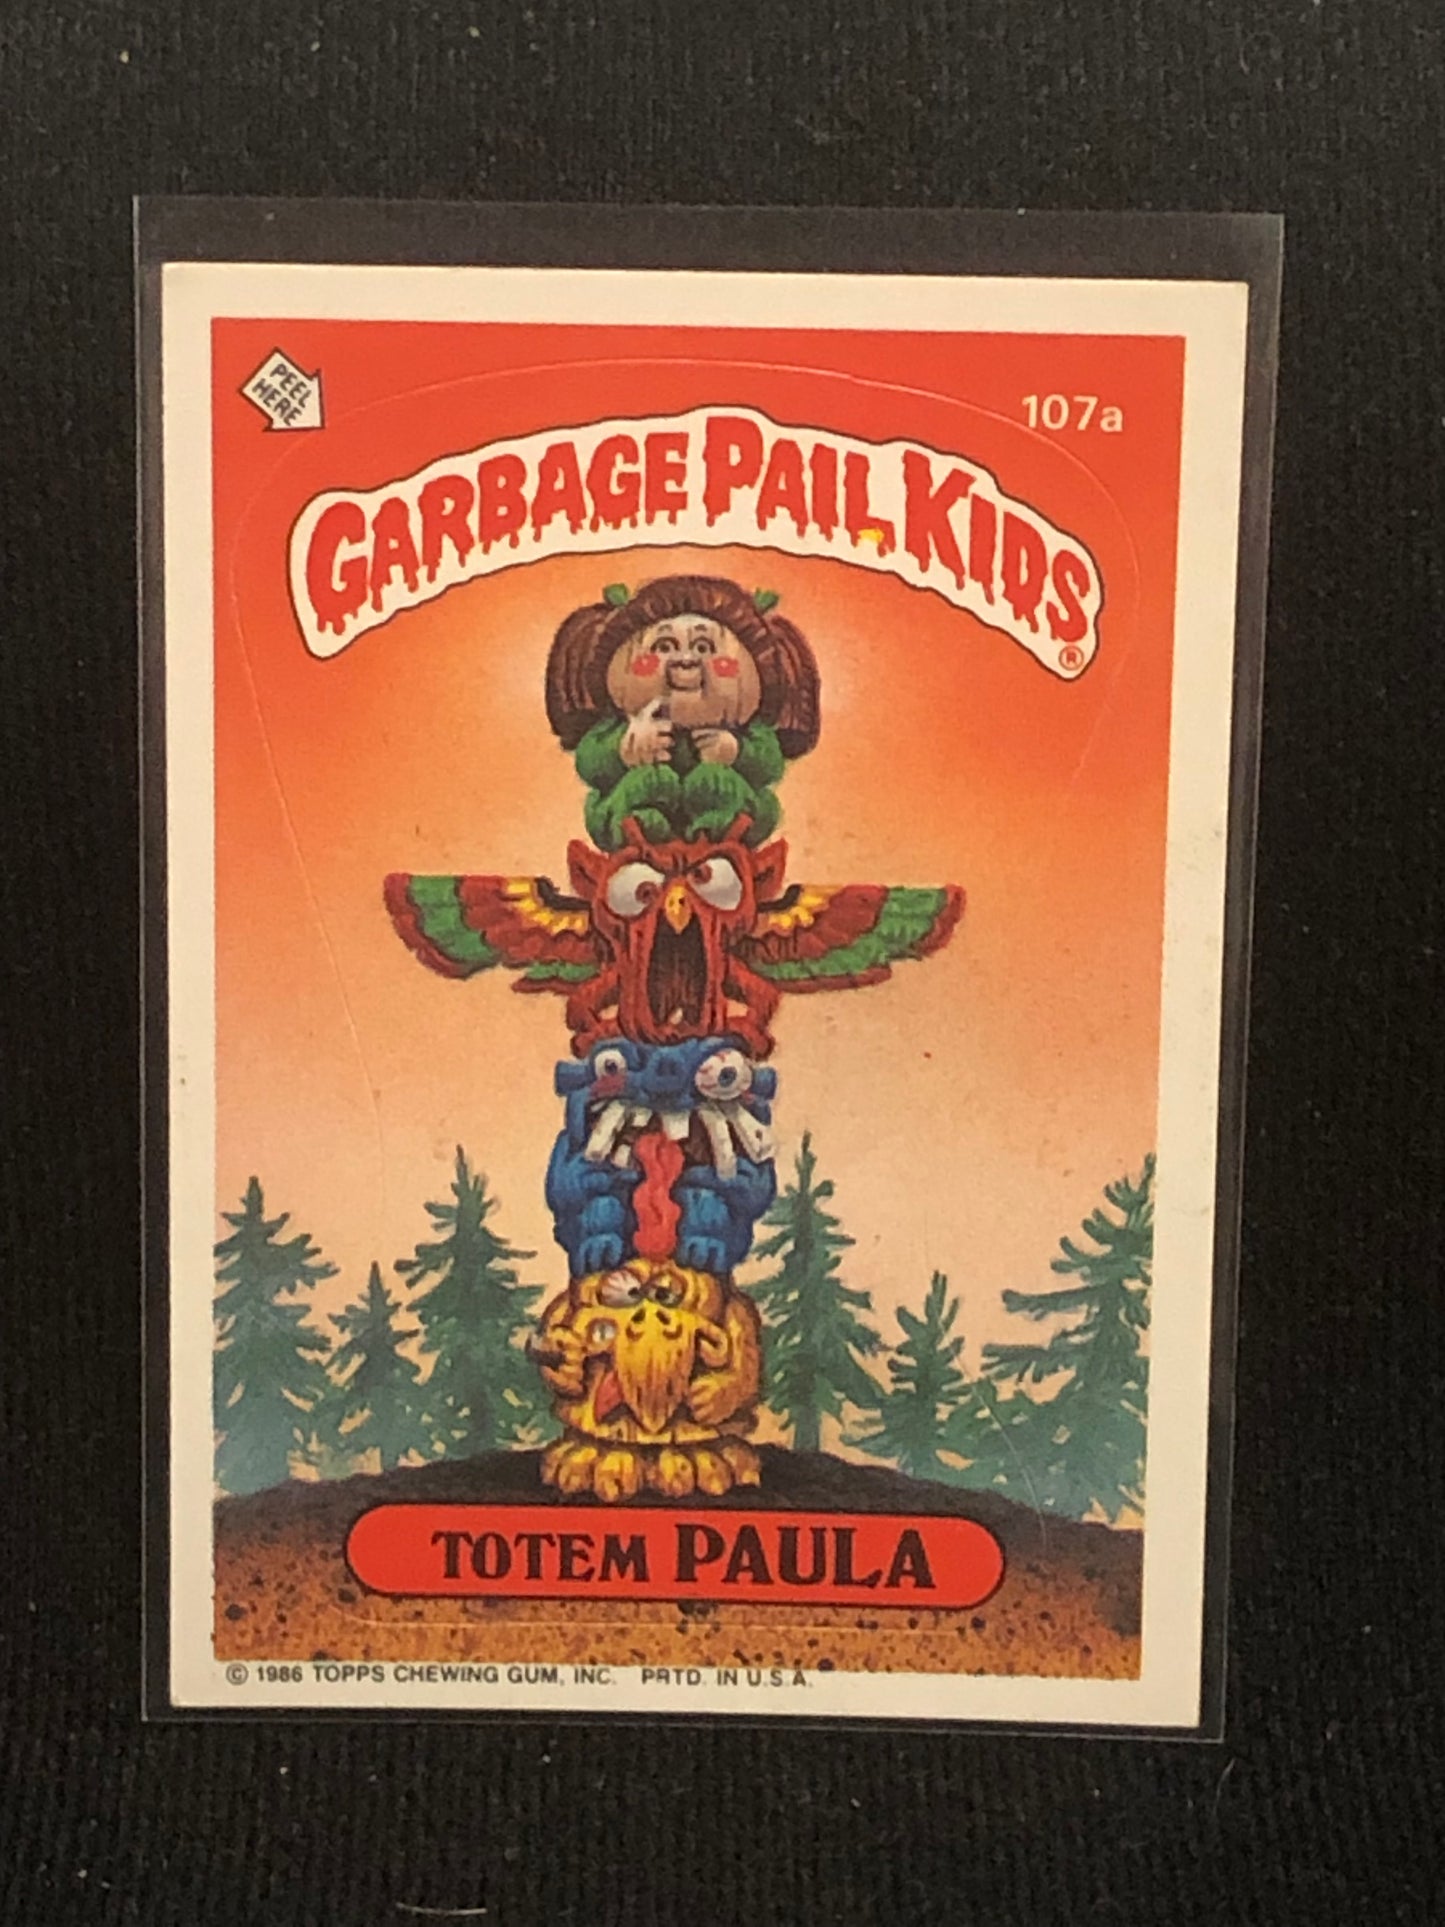 PEEL
HERE
107a
GARBAGE PAIL KIDS
®
TOTEM PAULA
© 1986 TOPPS CHEWING GUM, INC. PRTD. IN U.S.A.